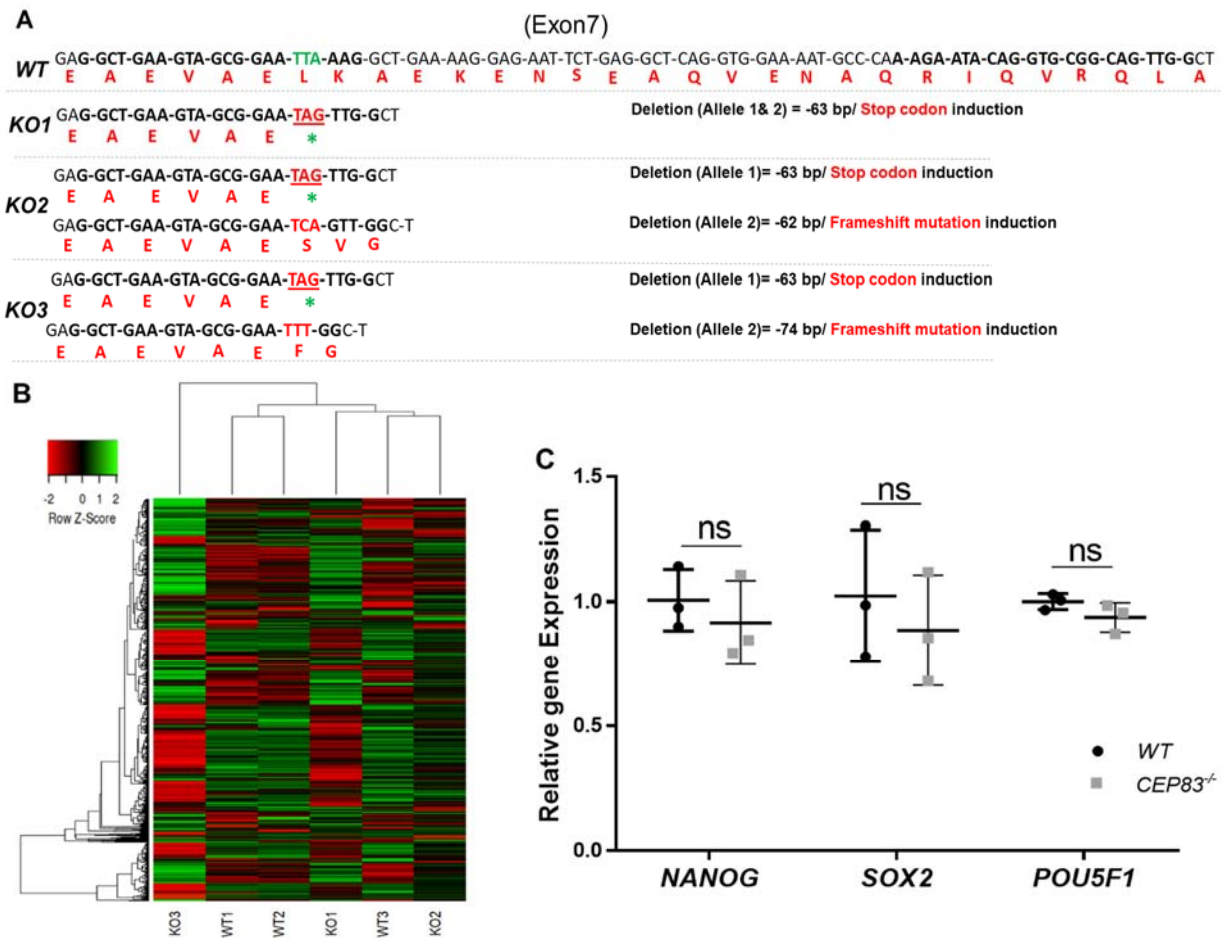 A
(Exon7)
WT GAG-GCT-GAA-GTA-GCG-GAA-TTA-AAG-GCT-GAA-AAG-GAG-AAT-TCT-GAG-GCT-CAG-GTG-GAA-AAT-GCC-CAA-AGA-ATA-CAG-GTG-CGG-CAG-TTG-GCT
E A E V A E L K A E K E N S E A Q V E N A Q R I Q V R Q L A
KO1 GAG-GCT-GAA-GTA-GCG-GAA-TAG-TTG-GCT Deletion (Allele 1& 2) = -63 bp/ Stop codon induction
E A E V A E *
KO2 GAG-GCT-GAA-GTA-GCG-GAA-TAG-TTG-GCT Deletion (Allele 1)= -63 bp/ Stop codon induction
E A E V A E *
GAG-GCT-GAA-GTA-GCG-GAA-TCA-GTT-GGC-T Deletion (Allele 2)= -62 bp/ Frameshift mutation induction
E A E V A E S V G
KO3 GAG-GCT-GAA-GTA-GCG-GAA-TAG-TTG-GCT Deletion (Allele 1)= -63 bp/ Stop codon induction
E A E V A E *
GAG-GCT-GAA-GTA-GCG-GAA-TTT-GGC-T Deletion (Allele 2)= -74 bp/ Frameshift mutation induction
E A E V A E F G
B
-2 0 1 2
Row Z-Score
KO3 WT1 WT2 KO1 WT3 KO2
C
Relative gene Expression
1.5
1.0
0.5
0.0
ns ns ns
WT
CEP83-/-
NANOG SOX2 POU5F1